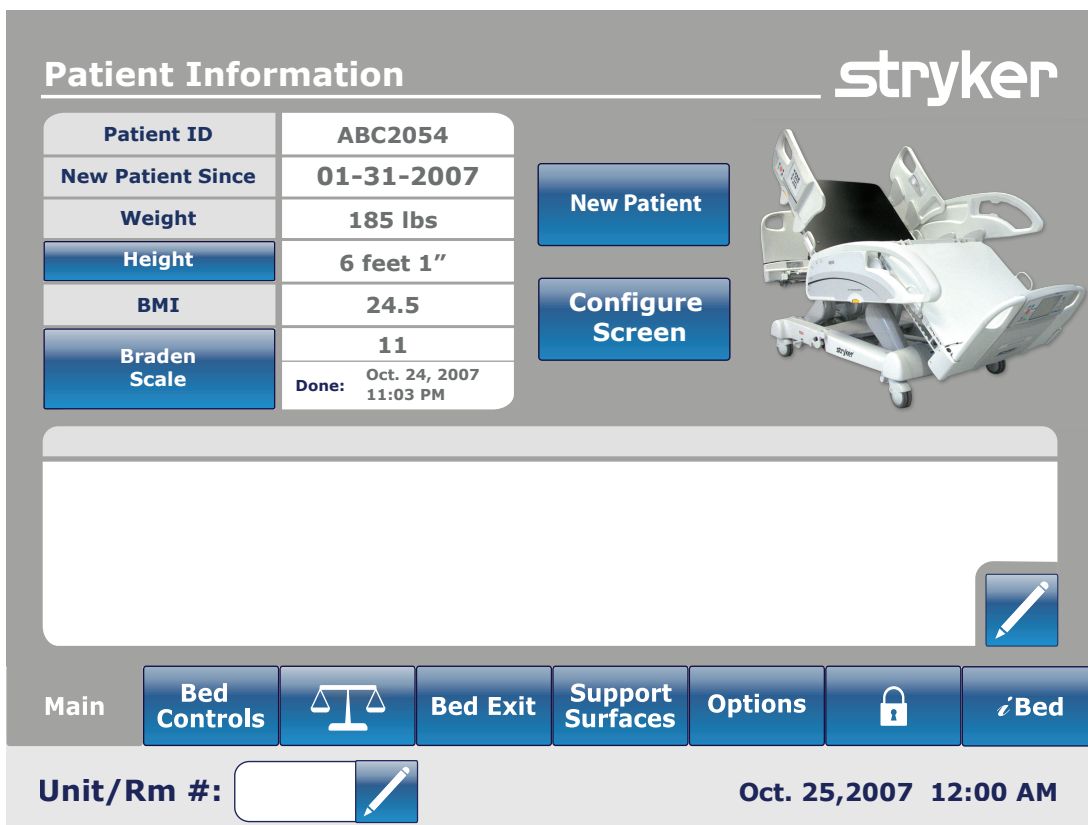 Patient Information
stryker
Patient ID ABC2054
New Patient Since 01-31-2007
Weight 185 lbs
Height 6 feet 1″
BMI 24.5
Braden
Scale
11
Done: Oct. 24, 2007
11:03 PM
New Patient
Configure
Screen
stryker
Main
Bed
Controls
Bed Exit
Support
Surfaces
Options
iBed
Unit/Rm #:
Oct. 25,2007 12:00 AM